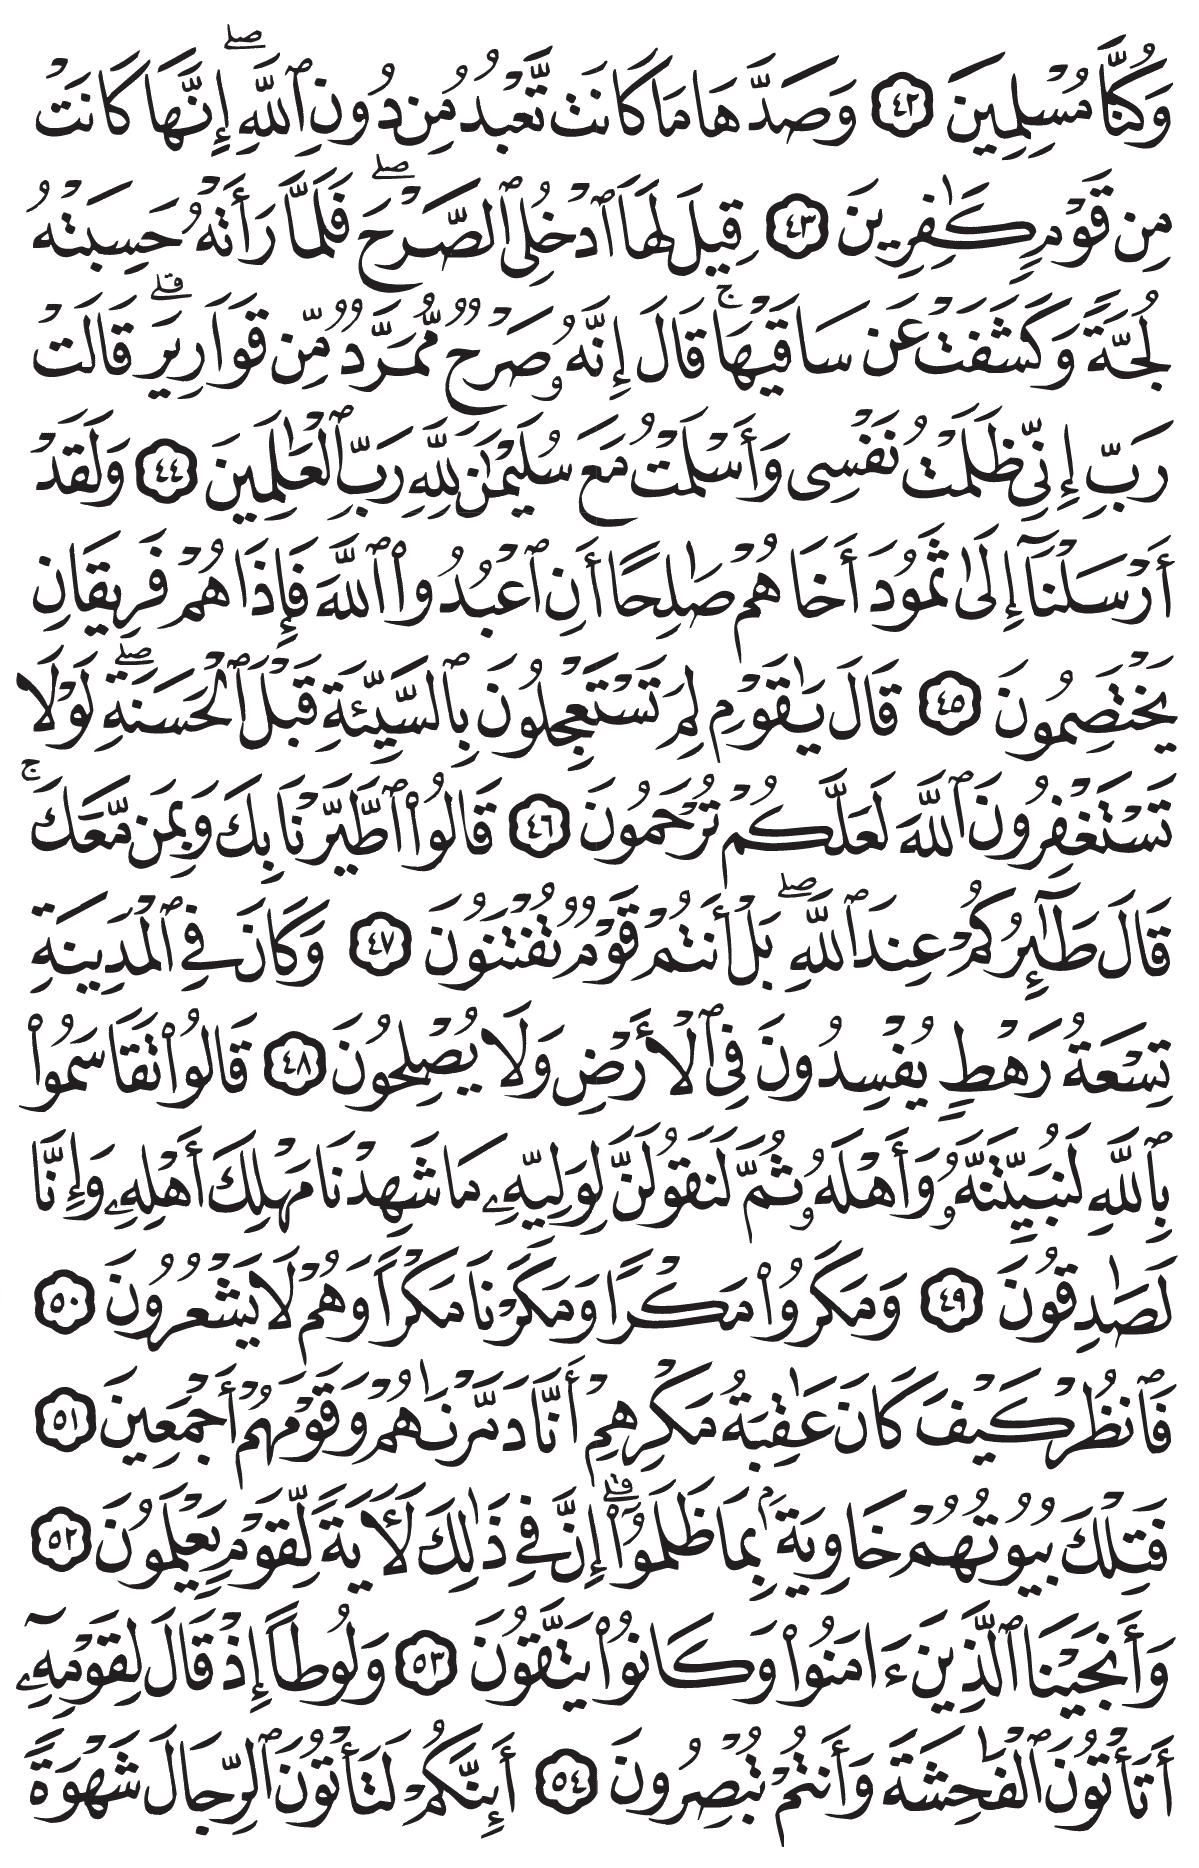 وَكُنَّا مُسْلِمِينَ ٤٢ وَصَدَّهَا مَا كَانَت تَّعْبُدُ مِن دُونِ ٱللَّهِ ۖ إِنَّهَا كَانَتْ
مِن قَوْمٍ كَـٰفِرِينَ ٤٣ قِيلَ لَهَا ٱدْخُلِى ٱلصَّرْحَ ۖ فَلَمَّا رَأَتْهُ حَسِبَتْهُ
لُجَّةً وَكَشَفَتْ عَن سَاقَيْهَا ۚ قَالَ إِنَّهُۥ صَرْحٌ مُّمَرَّدٌ مِّن قَوَارِيرَ ۗ قَالَتْ
رَبِّ إِنِّى ظَلَمْتُ نَفْسِى وَأَسْلَمْتُ مَعَ سُلَيْمَـٰنَ لِلَّهِ رَبِّ ٱلْعَـٰلَمِينَ ٤٤ وَلَقَدْ
أَرْسَلْنَآ إِلَىٰ ثَمُودَ أَخَاهُمْ صَـٰلِحًا أَنِ ٱعْبُدُوا۟ ٱللَّهَ فَإِذَا هُمْ فَرِيقَانِ
يَخْتَصِمُونَ ٤٥ قَالَ يَـٰقَوْمِ لِمَ تَسْتَعْجِلُونَ بِٱلسَّيِّئَةِ قَبْلَ ٱلْحَسَنَةِ ۖ لَوْلَا
تَسْتَغْفِرُونَ ٱللَّهَ لَعَلَّكُمْ تُرْحَمُونَ ٤٦ قَالُوا۟ ٱطَّيَّرْنَا بِكَ وَبِمَن مَّعَكَ ۚ
قَالَ طَـٰٓئِرُكُمْ عِندَ ٱللَّهِ ۖ بَلْ أَنتُمْ قَوْمٌ تُفْتَنُونَ ٤٧ وَكَانَ فِى ٱلْمَدِينَةِ
تِسْعَةُ رَهْطٍ يُفْسِدُونَ فِى ٱلْأَرْضِ وَلَا يُصْلِحُونَ ٤٨ قَالُوا۟ تَقَاسَمُوا۟
بِٱللَّهِ لَنُبَيِّتَنَّهُۥ وَأَهْلَهُۥ ثُمَّ لَنَقُولَنَّ لِوَلِيِّهِۦ مَا شَهِدْنَا مَهْلِكَ أَهْلِهِۦ وَإِنَّا
لَصَـٰدِقُونَ ٤٩ وَمَكَرُوا۟ مَكْرًا وَمَكَرْنَا مَكْرًا وَهُمْ لَا يَشْعُرُونَ ٥٠
فَٱنظُرْ كَيْفَ كَانَ عَـٰقِبَةُ مَكْرِهِمْ أَنَّا دَمَّرْنَـٰهُمْ وَقَوْمَهُمْ أَجْمَعِينَ ٥١
فَتِلْكَ بُيُوتُهُمْ خَاوِيَةًۢ بِمَا ظَلَمُوٓا۟ ۗ إِنَّ فِى ذَٰلِكَ لَـَٔايَةً لِّقَوْمٍ يَعْلَمُونَ ٥٢
وَأَنجَيْنَا ٱلَّذِينَ ءَامَنُوا۟ وَكَانُوا۟ يَتَّقُونَ ٥٣ وَلُوطًا إِذْ قَالَ لِقَوْمِهِۦٓ
أَتَأْتُونَ ٱلْفَـٰحِشَةَ وَأَنتُمْ تُبْصِرُونَ ٥٤ أَئِنَّكُمْ لَتَأْتُونَ ٱلرِّجَالَ شَهْوَةً